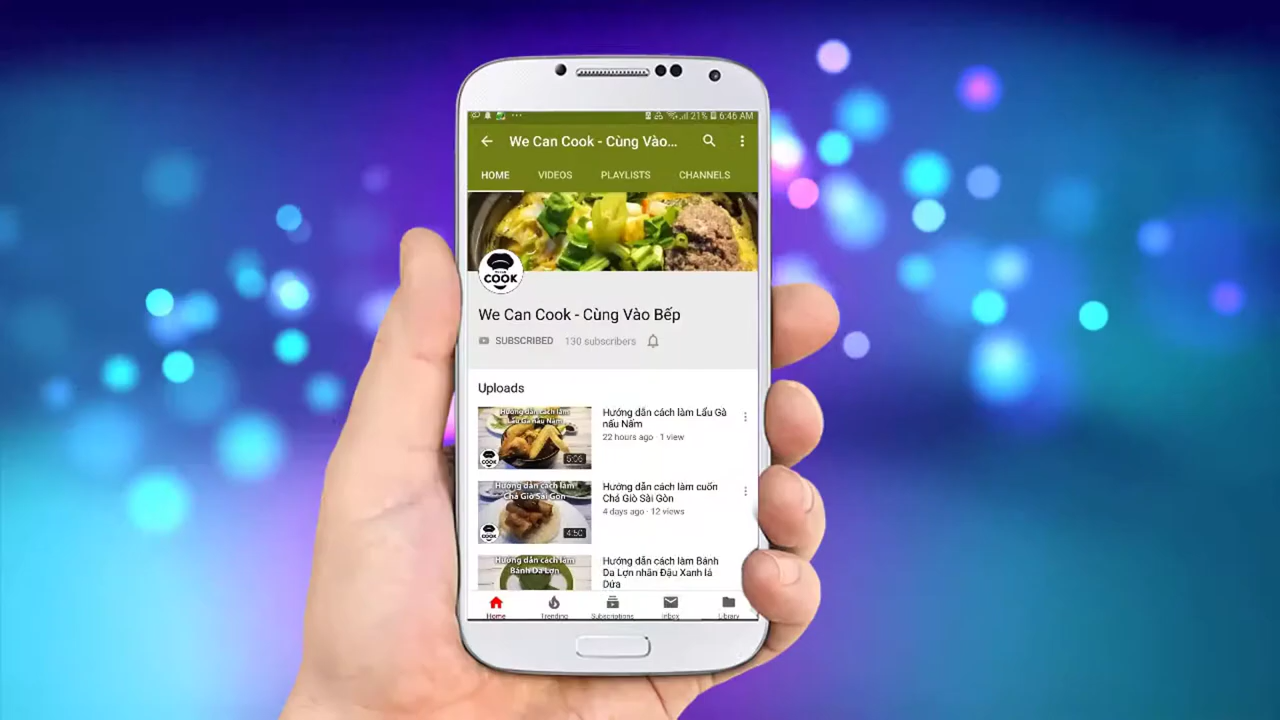 21% 6:46 AM
We Can Cook - Cùng Vào...
HOME VIDEOS PLAYLISTS CHANNELS
COOK
We Can Cook - Cùng Vào Bếp
SUBSCRIBED 130 subscribers
Uploads
Hướng dẫn cách làm
Lẩu Gà nấu Nấm
COOK
5:06
Hướng dẫn cách làm Lẩu Gà
nấu Nấm
22 hours ago · 1 view
Hướng dẫn cách làm
Chả Giò Sài Gòn
COOK
4:50
Hướng dẫn cách làm cuốn
Chả Giò Sài Gòn
4 days ago · 12 views
Hướng dẫn cách làm
Bánh Da Lợn
Hướng dẫn cách làm Bánh
Da Lợn nhân Đậu Xanh lá
Dứa
Home Trending Subscriptions Inbox Library